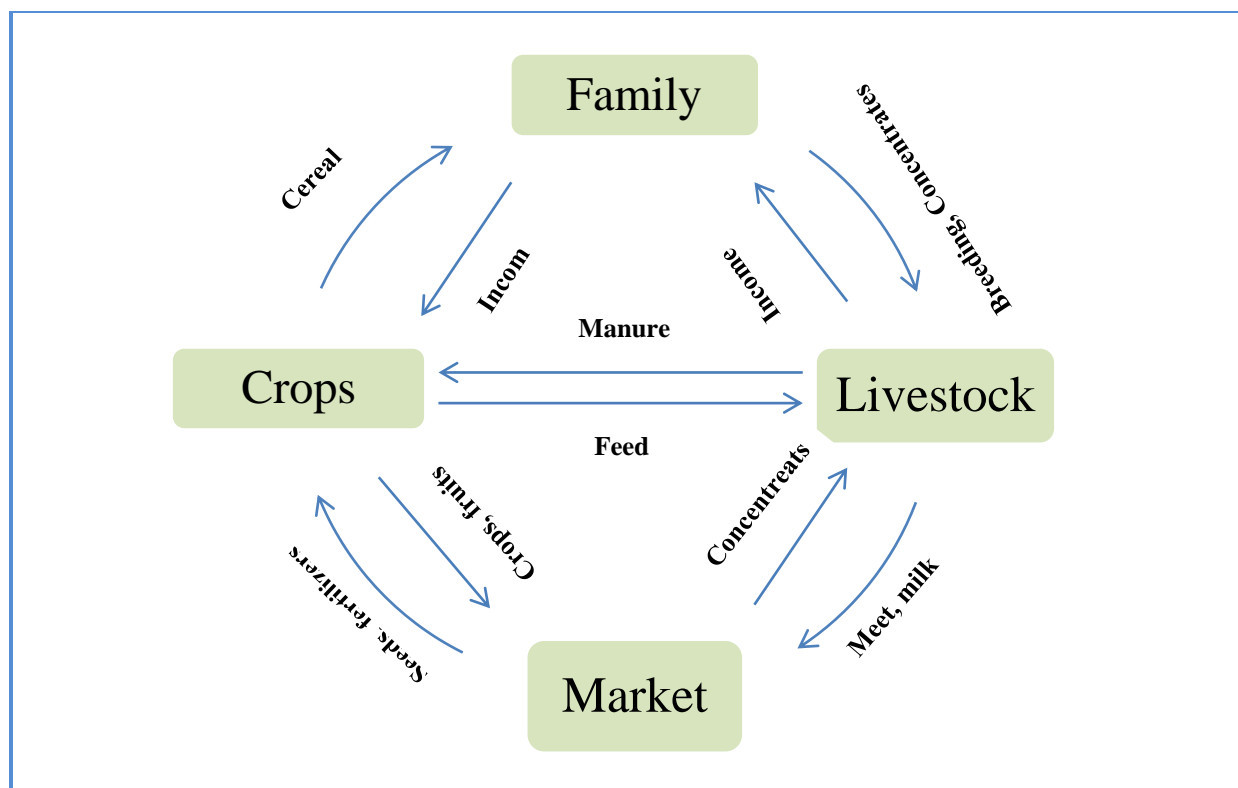 Family
Cereal
Breeding, Concentrates
Incom
Income
Manure
Crops
Livestock
Feed
Crops, fruits
Concentreats
Seeds, fertilizers
Meet, milk
Market